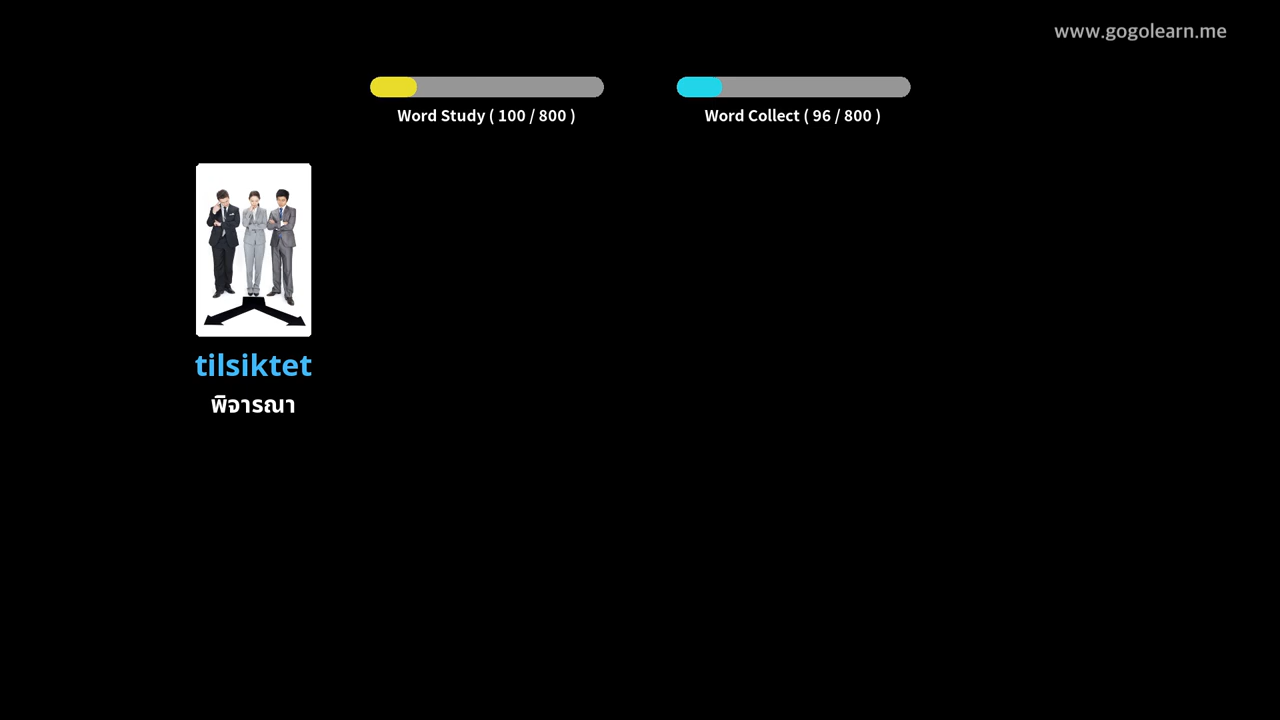 www.gogolearn.me
Word Study ( 100 / 800 )
Word Collect ( 96 / 800 )
tilsiktet
พิจารณา